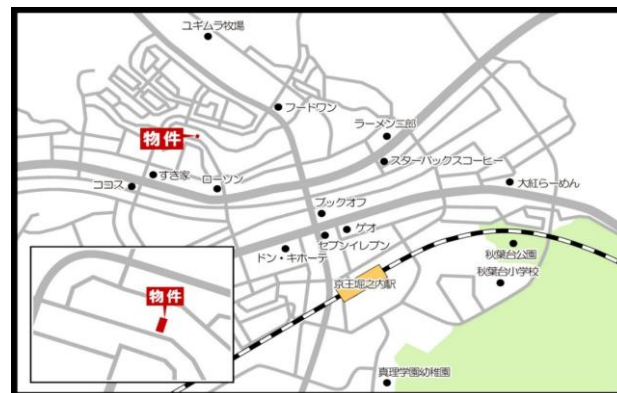 ユギムラ牧場
フードワン
ラーメン二郎
物件
スターバックスコーヒー
すき家
ココス
ローソン
大紅らーめん
ブックオフ
ゲオ
セブンイレブン
ドン・キホーテ
秋葉台公園
秋葉台小学校
京王堀之内駅
物件
真理学園幼稚園